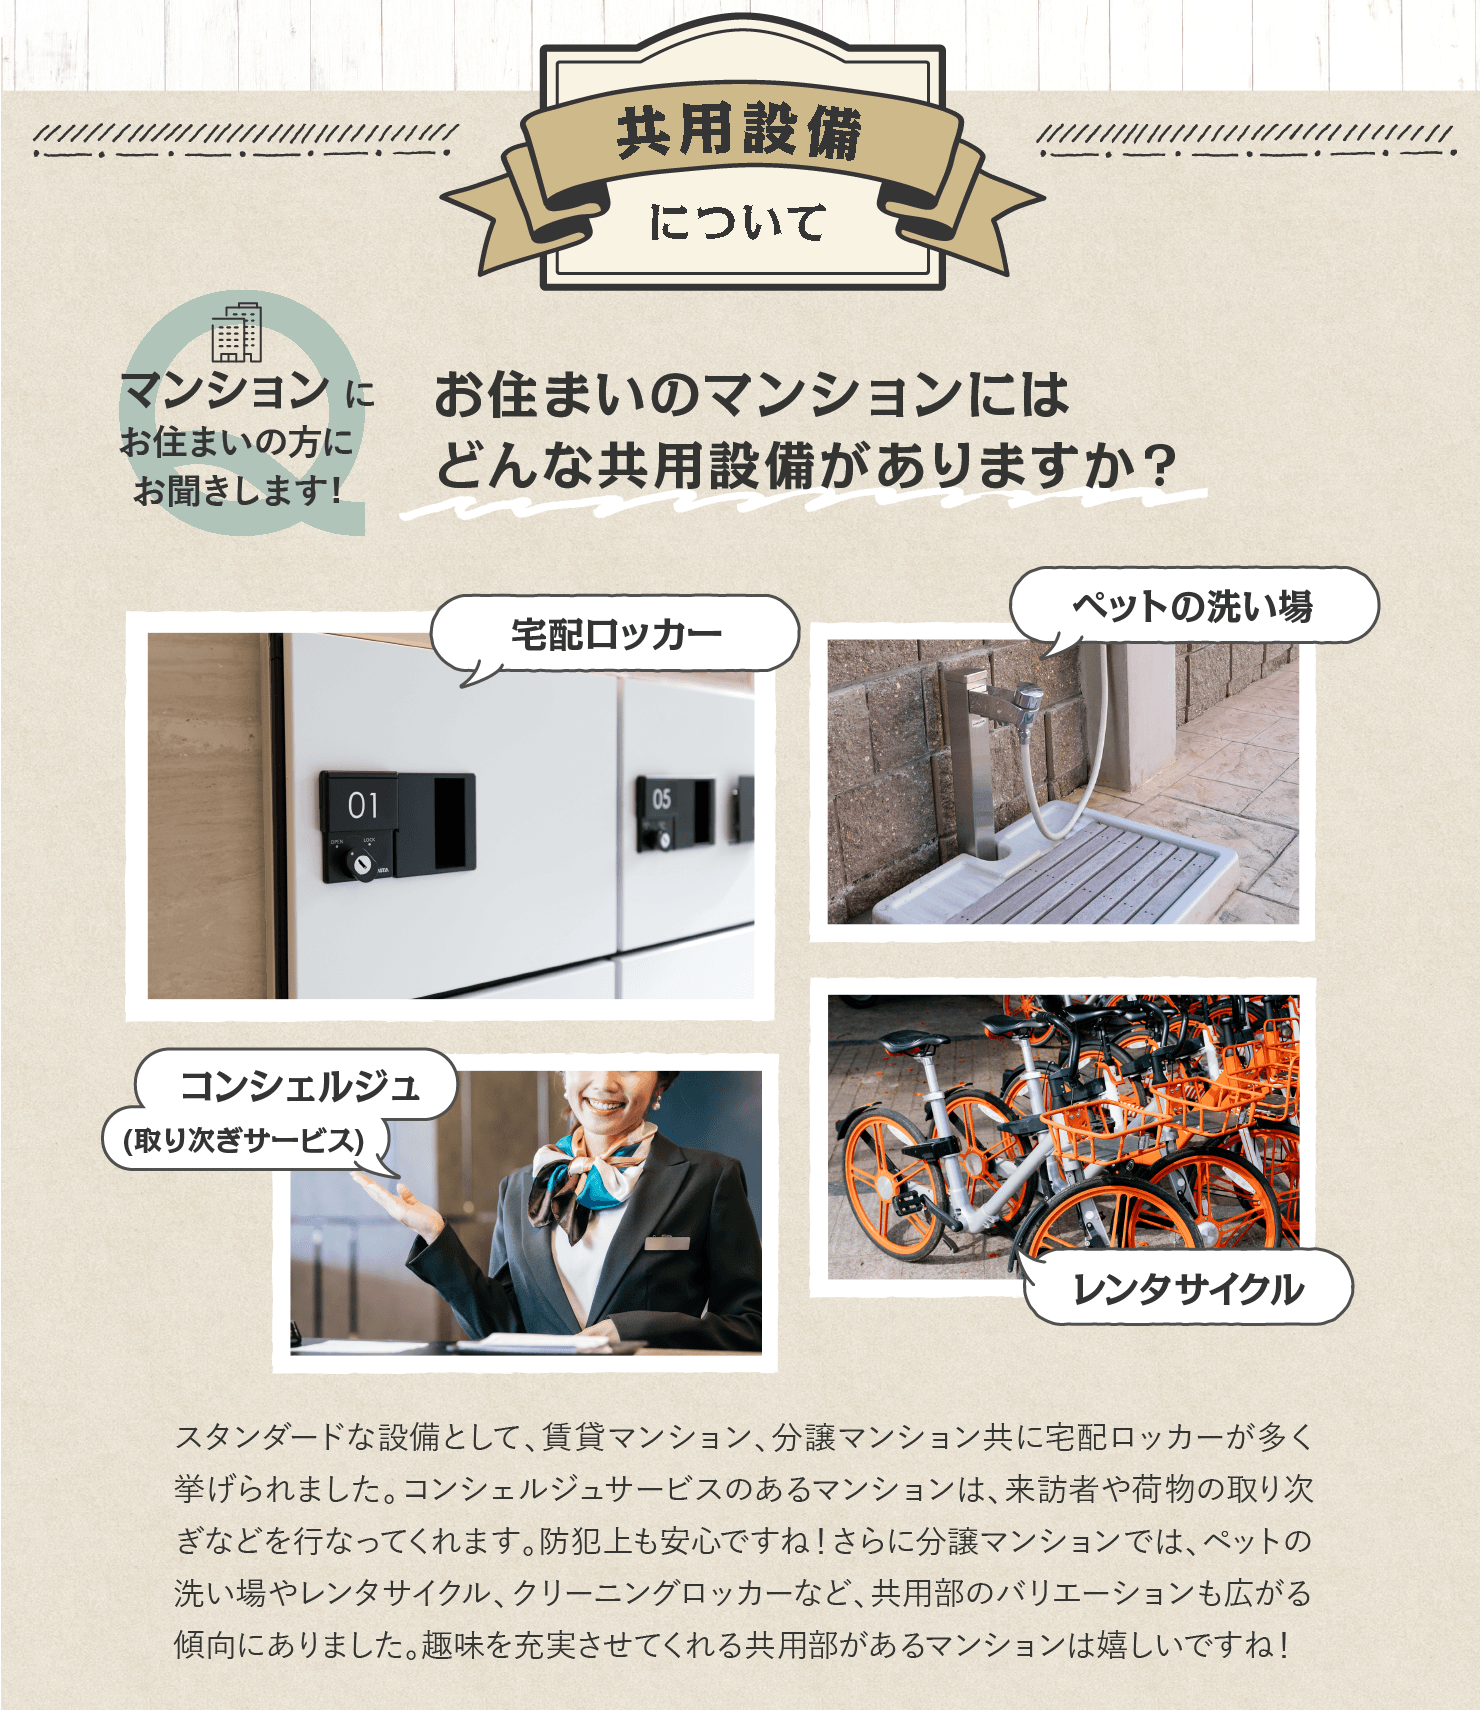 共用設備
について
マンションに
お住まいの方に
お聞きします!
お住まいのマンションには
どんな共用設備がありますか？
宅配ロッカー
ペットの洗い場
01
OPEN
LOCK
05
コンシェルジュ
(取り次ぎサービス)
レンタサイクル
スタンダードな設備として、賃貸マンション、分譲マンション共に宅配ロッカーが多く
挙げられました。コンシェルジュサービスのあるマンションは、来訪者や荷物の取り次
ぎなどを行なってくれます。防犯上も安心ですね！さらに分譲マンションでは、ペットの
洗い場やレンタサイクル、クリーニングロッカーなど、共用部のバリエーションも広がる
傾向にありました。趣味を充実させてくれる共用部があるマンションは嬉しいですね！